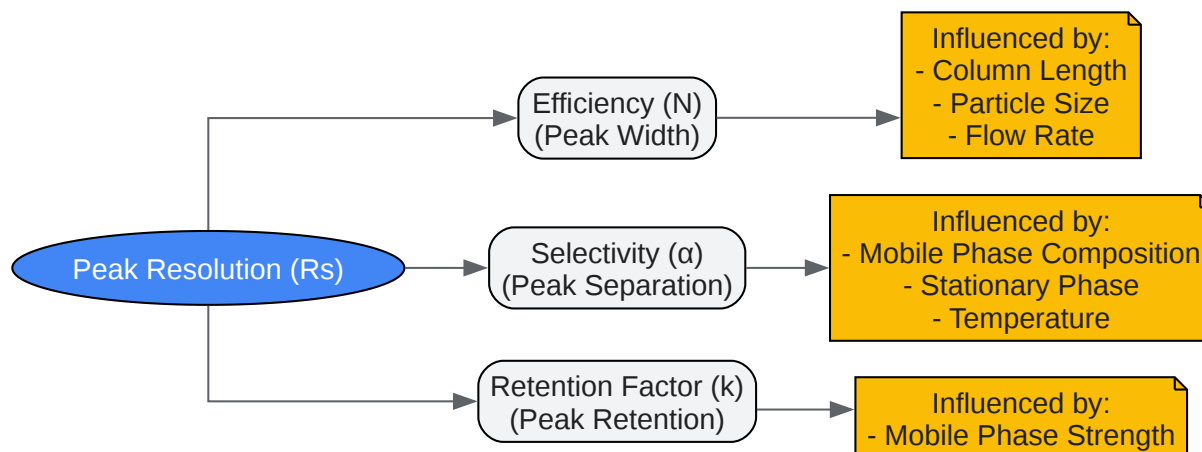 Peak Resolution (Rs)
Efficiency (N)
(Peak Width)
Influenced by:
- Column Length
- Particle Size
- Flow Rate
Selectivity (α)
(Peak Separation)
Influenced by:
- Mobile Phase Composition
- Stationary Phase
- Temperature
Retention Factor (k)
(Peak Retention)
Influenced by:
- Mobile Phase Strength